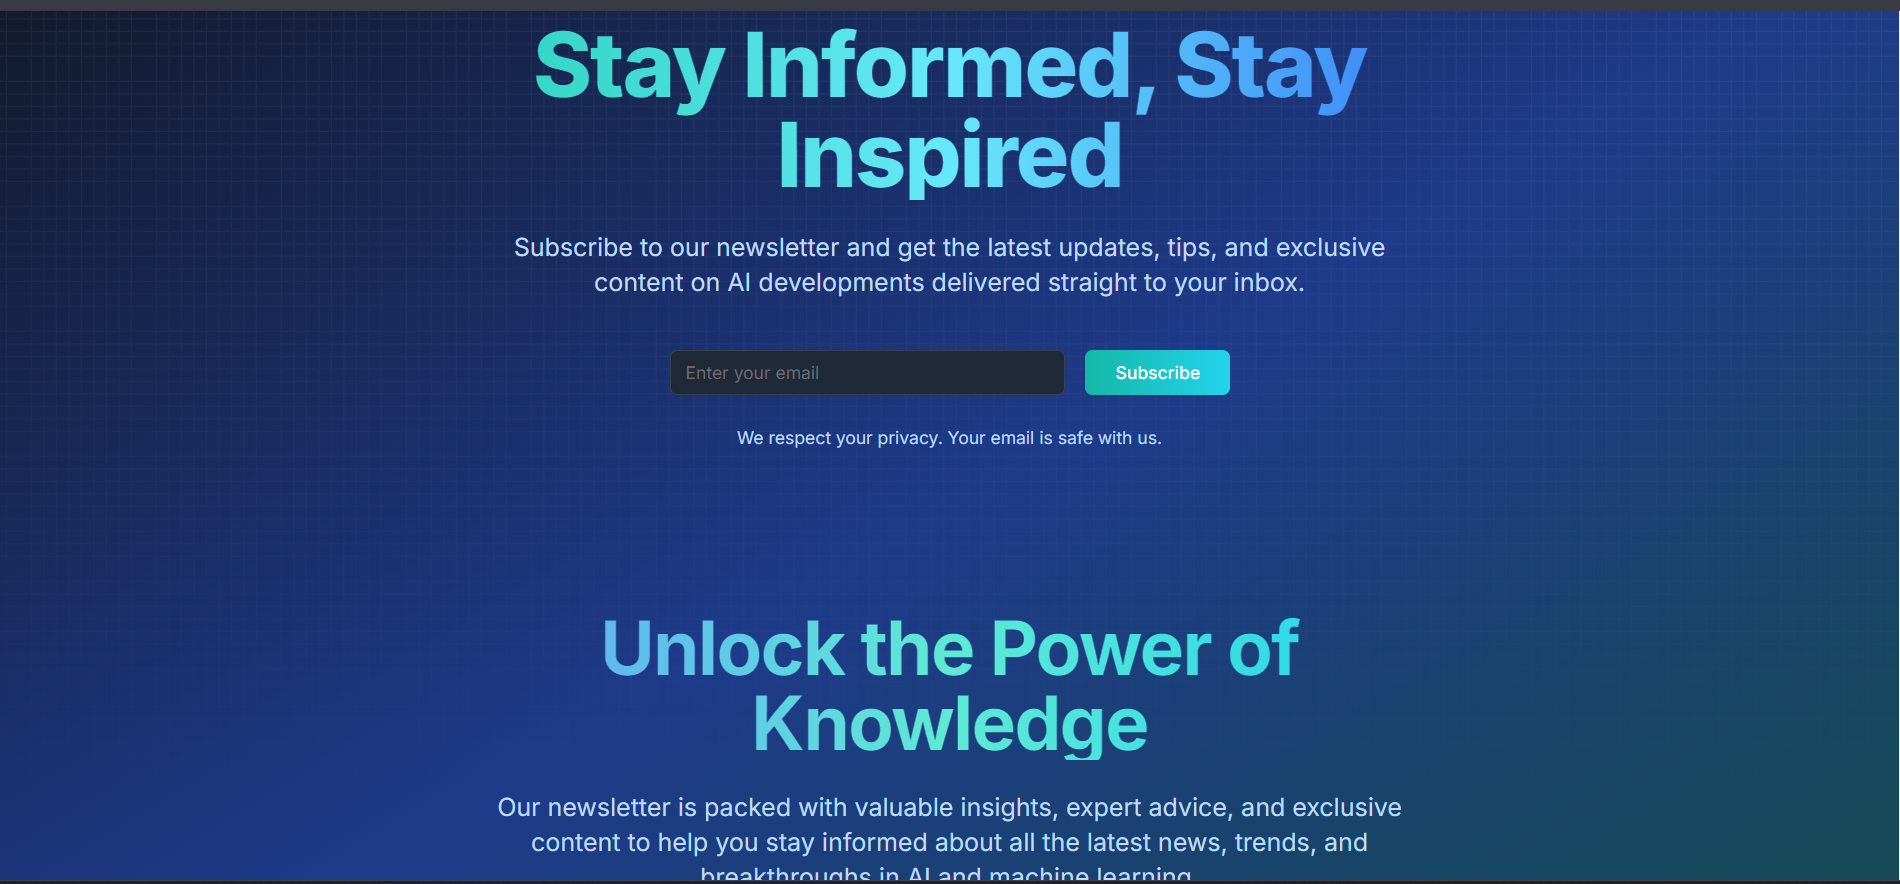 Stay Informed, Stay
Inspired
Subscribe to our newsletter and get the latest updates, tips, and exclusive
content on AI developments delivered straight to your inbox.
Enter your email
Subscribe
We respect your privacy. Your email is safe with us.
Unlock the Power of
Knowledge
Our newsletter is packed with valuable insights, expert advice, and exclusive
content to help you stay informed about all the latest news, trends, and
breakthroughs in AI and machine learning.